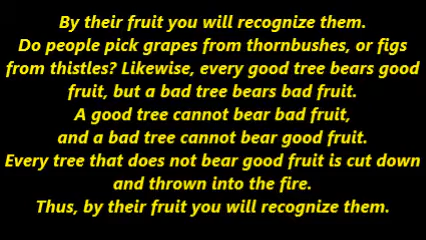 By their fruit you will recognize them.
Do people pick grapes from thornbushes, or figs
from thistles? Likewise, every good tree bears good
fruit, but a bad tree bears bad fruit.
A good tree cannot bear bad fruit,
and a bad tree cannot bear good fruit.
Every tree that does not bear good fruit is cut down
and thrown into the fire.
Thus, by their fruit you will recognize them.